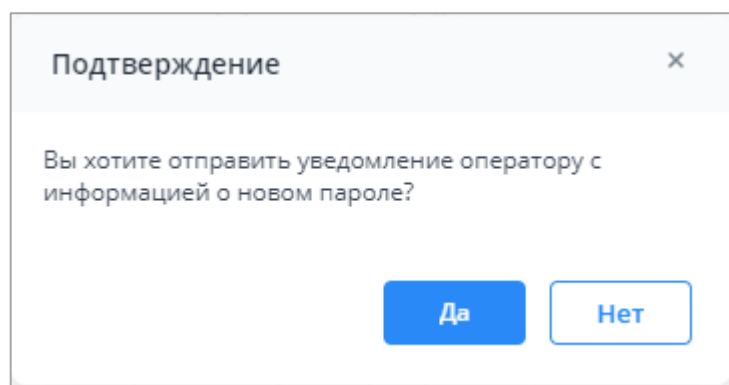 Подтверждение
Вы хотите отправить уведомление оператору с
информацией о новом пароле?
Да
Нет